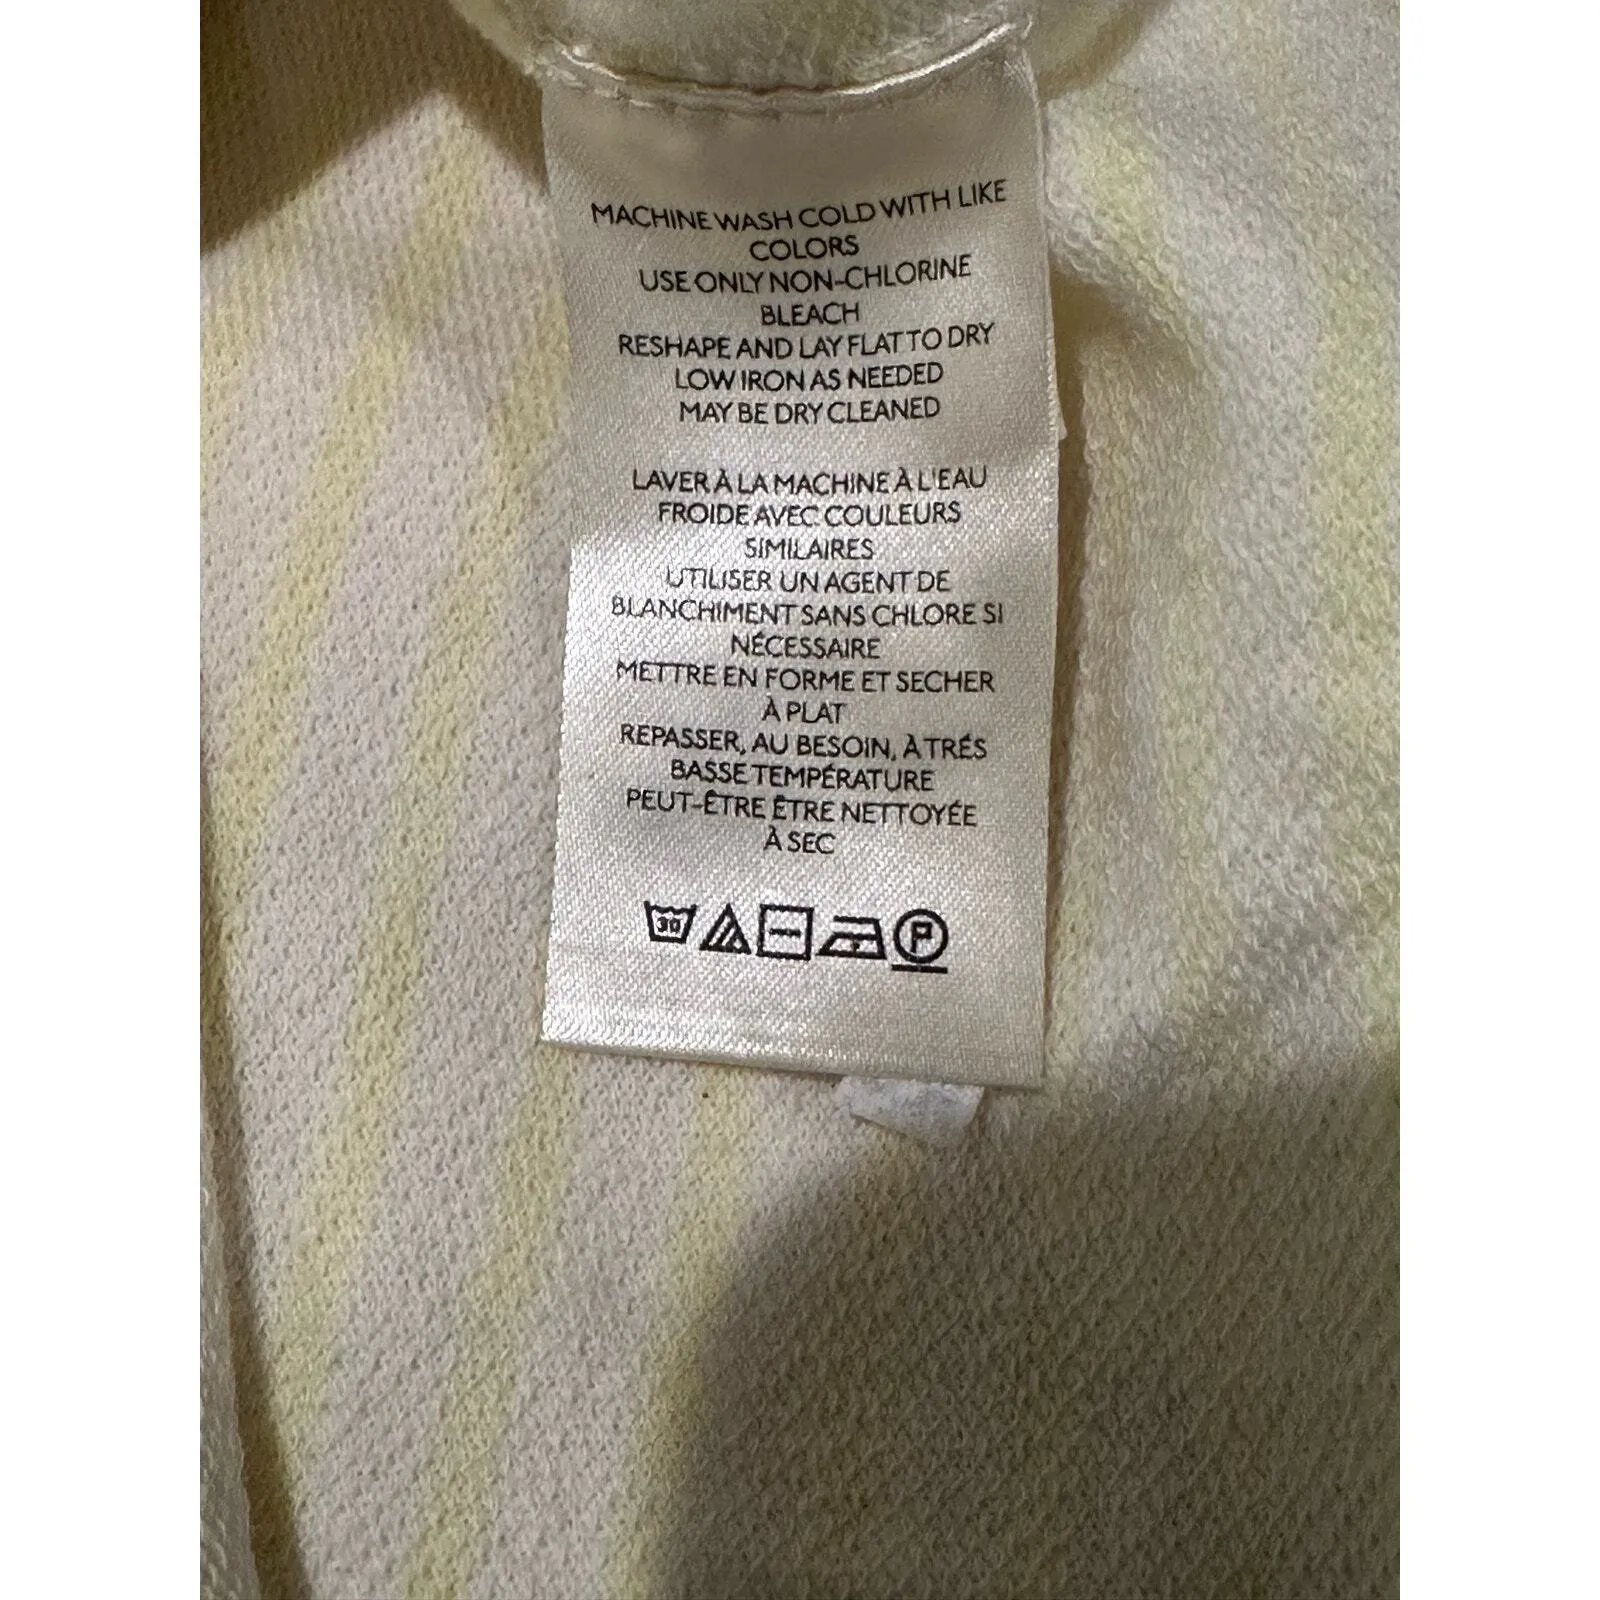 MACHINE WASH COLD WITH LIKE
COLORS
USE ONLY NON-CHLORINE
BLEACH
RESHAPE AND LAY FLAT TO DRY
LOW IRON AS NEEDED
MAY BE DRY CLEANED
LAVER À LA MACHINE À L'EAU
FROIDE AVEC COULEURS
SIMILAIRES
UTILISER UN AGENT DE
BLANCHIMENT SANS CHLORE SI
NÉCESSAIRE
METTRE EN FORME ET SECHER
À PLAT
REPASSER, AU BESOIN, À TRÉS
BASSE TEMPÉRATURE
PEUT-ÊTRE ÊTRE NETTOYÉE
À SEC
30 P